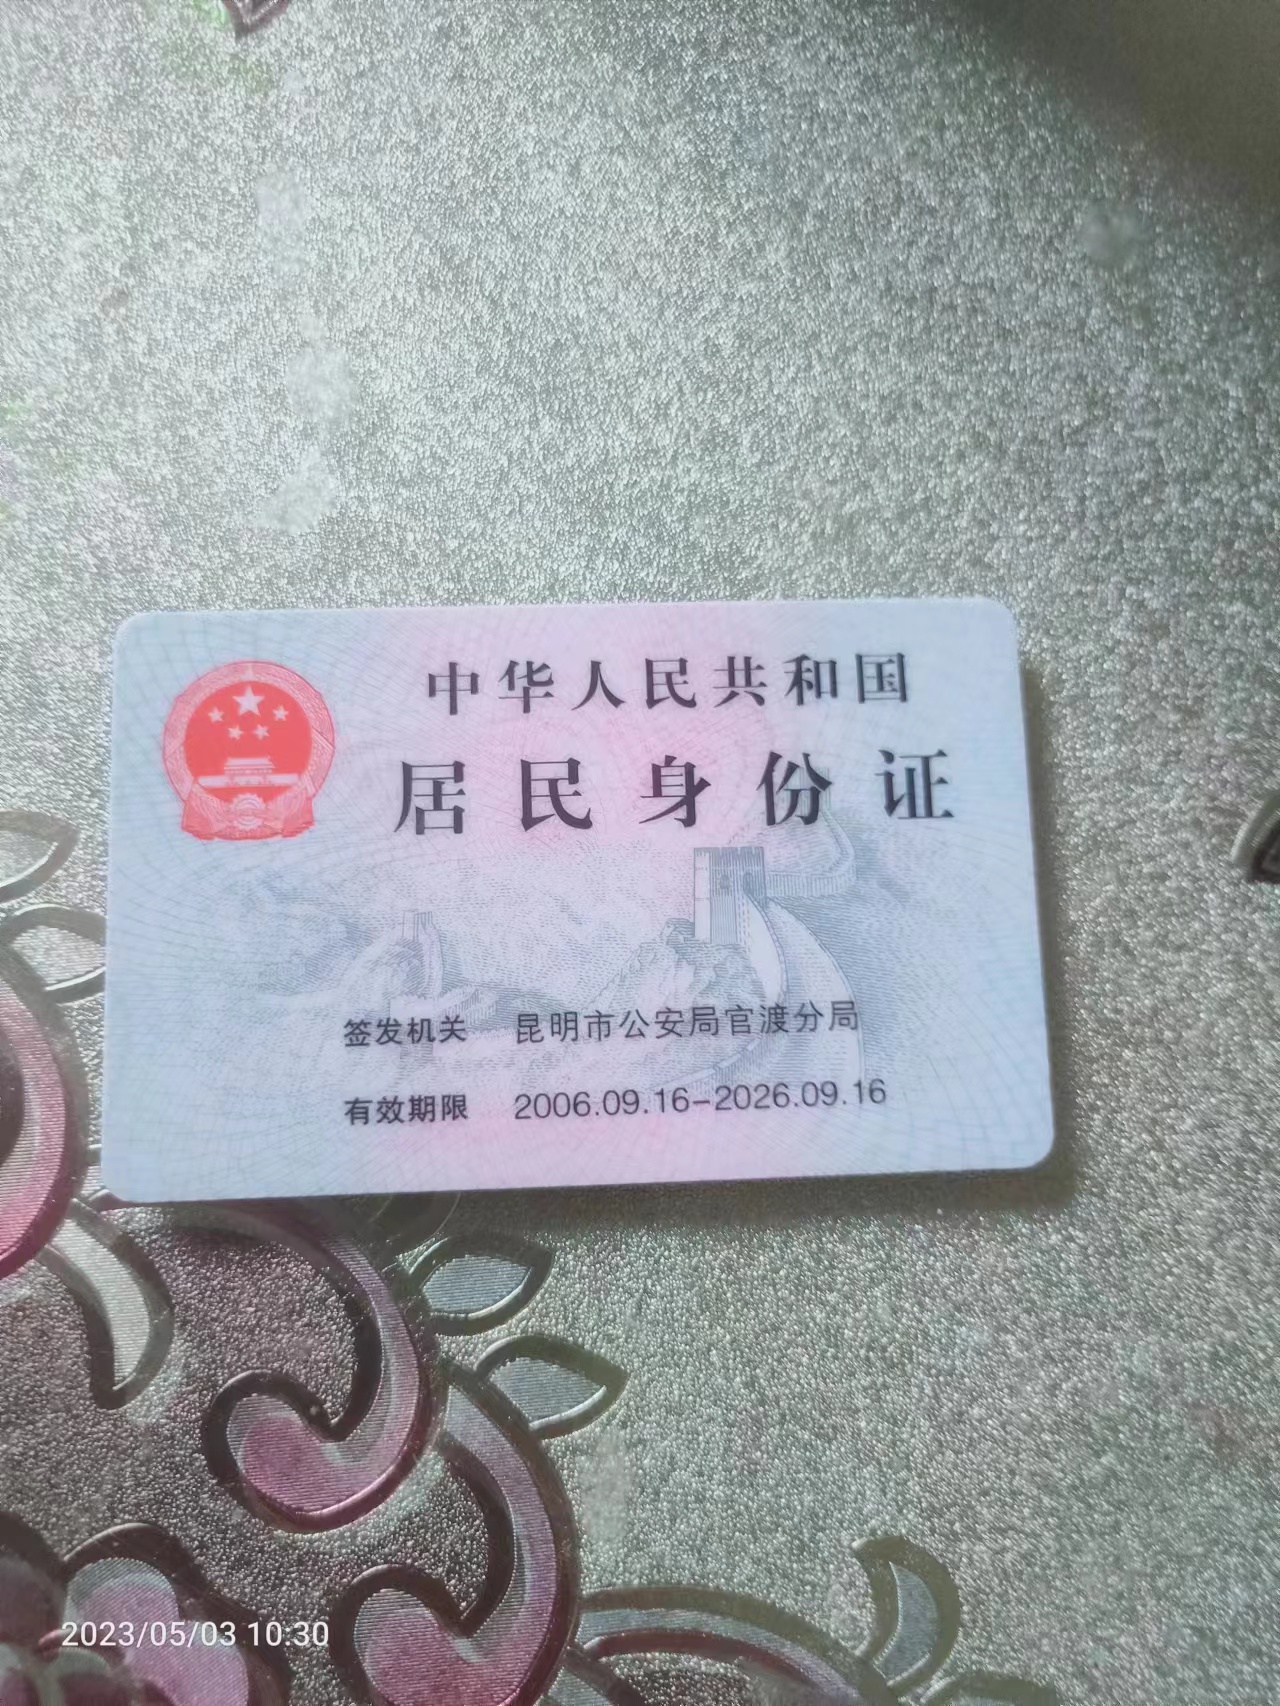 中华人民共和国
居民身份证
签发机关 昆明市公安局官渡分局
有效期限 2006.09.16-2026.09.16
2023/05/03 10:30